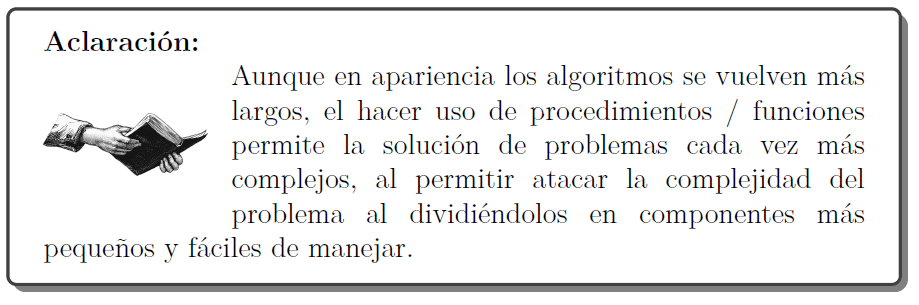 Aclaración:
Aunque en apariencia los algoritmos se vuelven más
largos, el hacer uso de procedimientos / funciones
permite la solución de problemas cada vez más
complejos, al permitir atacar la complejidad del
problema al dividiéndolos en componentes más
pequeños y fáciles de manejar.